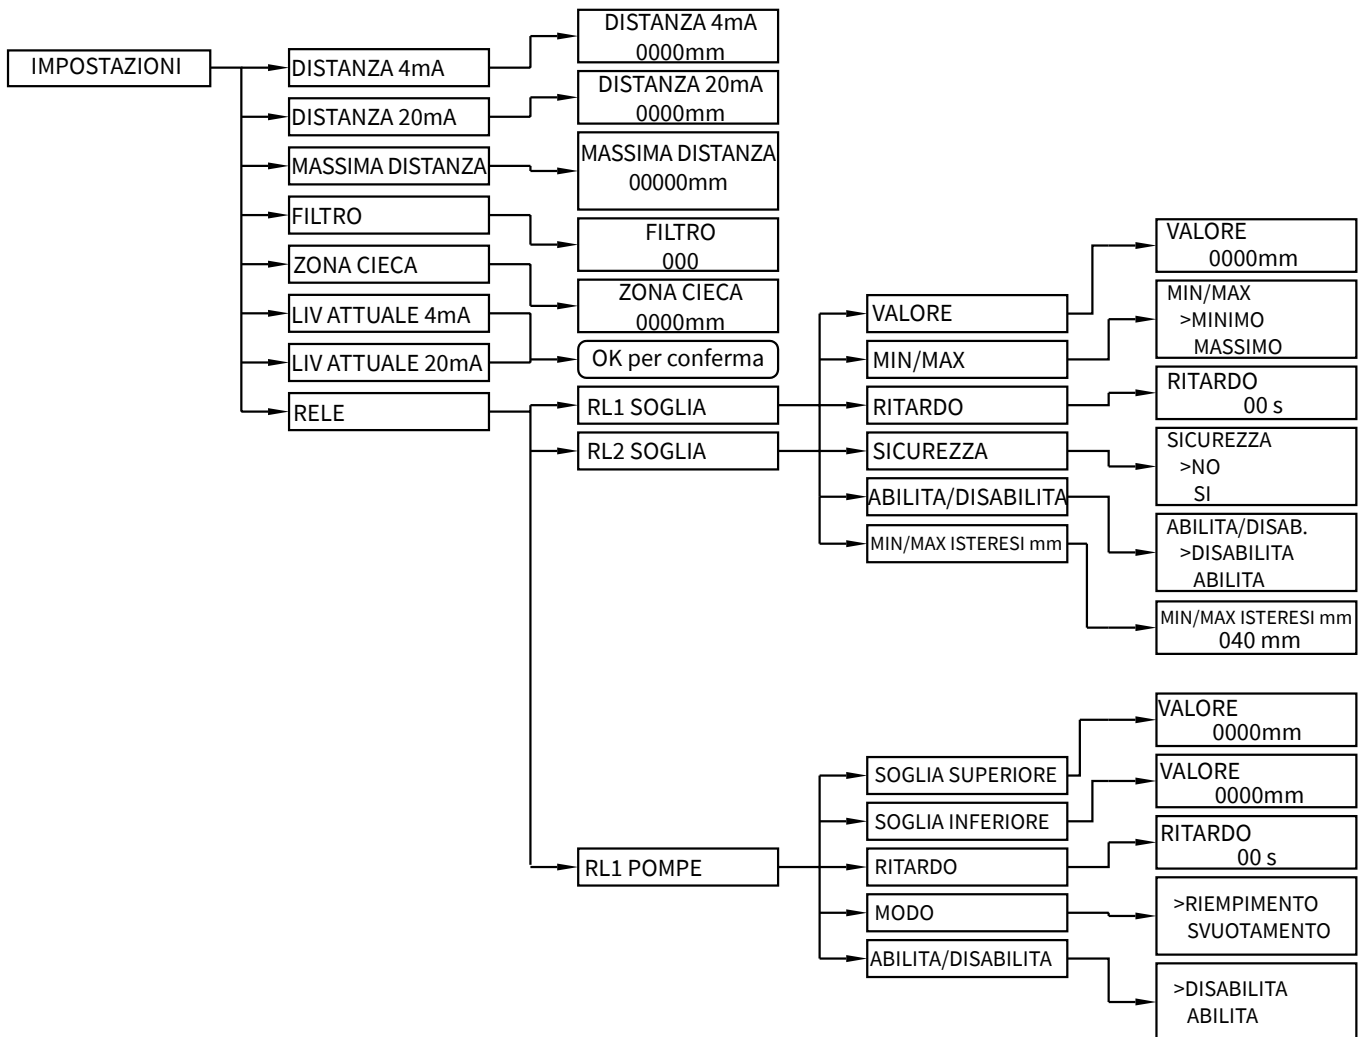 IMPOSTAZIONI
DISTANZA 4mA
DISTANZA 20mA
MASSIMA DISTANZA
FILTRO
ZONA CIECA
LIV ATTUALE 4mA
LIV ATTUALE 20mA
RELE
DISTANZA 4mA
0000mm
DISTANZA 20mA
0000mm
MASSIMA DISTANZA
00000mm
FILTRO
000
ZONA CIECA
0000mm
OK per conferma
RL1 SOGLIA
RL2 SOGLIA
RL1 POMPE
VALORE
MIN/MAX
RITARDO
SICUREZZA
ABILITA/DISABILITA
MIN/MAX ISTERESI mm
VALORE
0000mm
MIN/MAX
>MINIMO
MASSIMO
RITARDO
00 s
SICUREZZA
>NO
SI
ABILITA/DISAB.
>DISABILITA
ABILITA
MIN/MAX ISTERESI mm
040 mm
SOGLIA SUPERIORE
SOGLIA INFERIORE
RITARDO
MODO
ABILITA/DISABILITA
VALORE
0000mm
VALORE
0000mm
RITARDO
00 s
>RIEMPIMENTO
SVUOTAMENTO
>DISABILITA
ABILITA